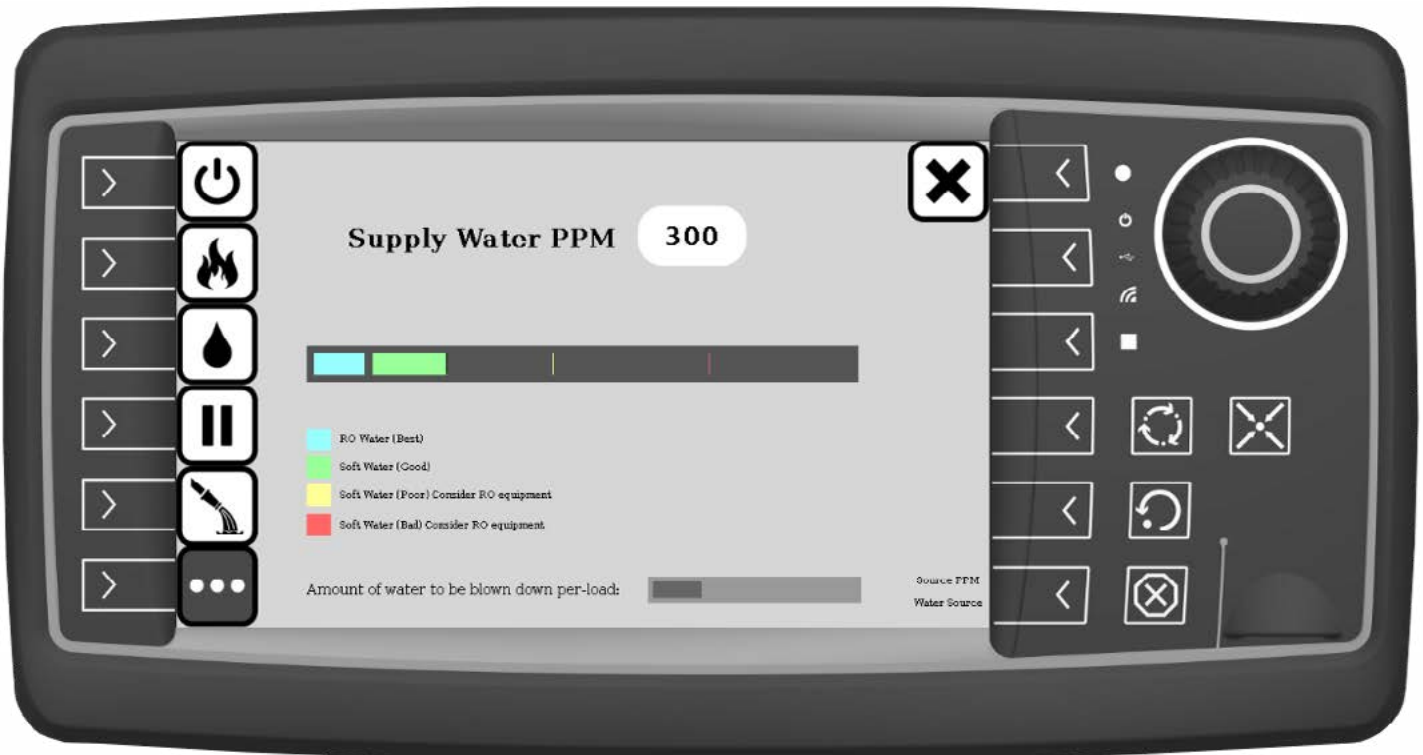 Supply Water PPM 300
RO Water (Best)
Soft Water (Good)
Soft Water (Poor) Consider RO equipment
Soft Water (Bad) Consider RO equipment
Amount of water to be blown down per-load:
Source PPM
Water Source